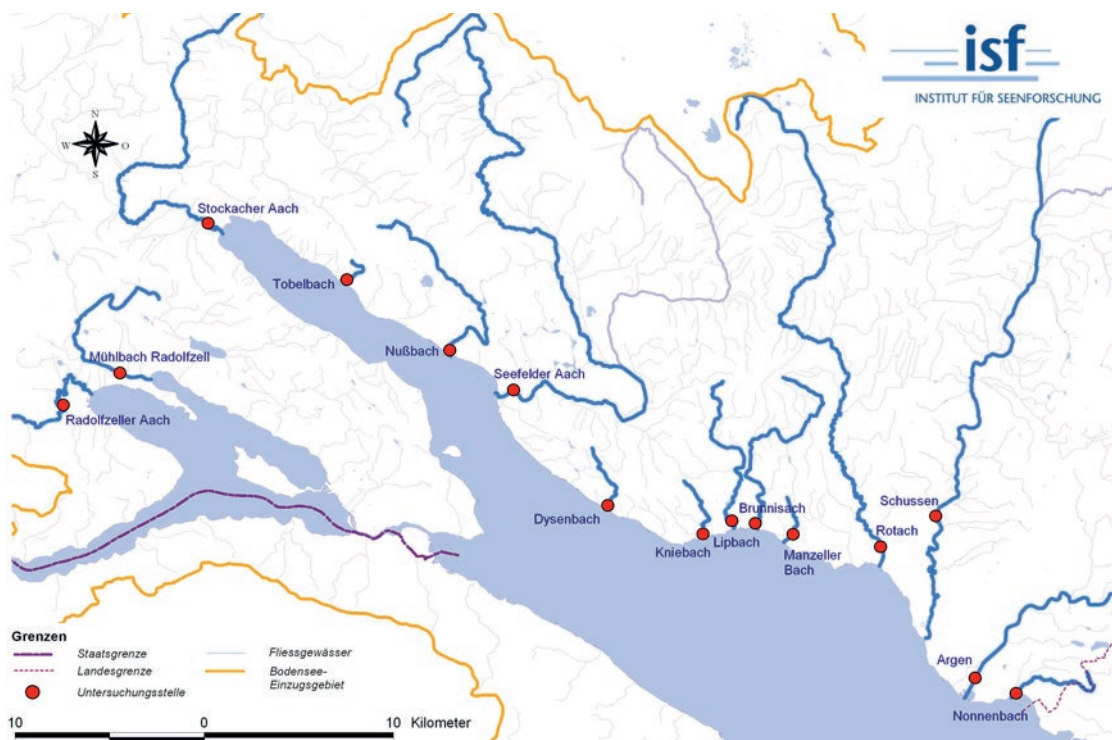 isf
INSTITUT FÜR SEENFORSCHUNG
N
W
O
S
Stockacher Aach
Tobelbach
Nußbach
Mühlbach Radolfzell
Seefelder Aach
Radolfzeller Aach
Dysenbach
Schussen
Brunnisach
Rotach
Kniebach
Lipbach
Manzeller
Bach
Argen
Nonnenbach
Grenzen
Staatsgrenze
Fliessgewässer
Landesgrenze
Bodensee-
Einzugsgebiet
Untersuchungsstelle
10 0 10 Kilometer